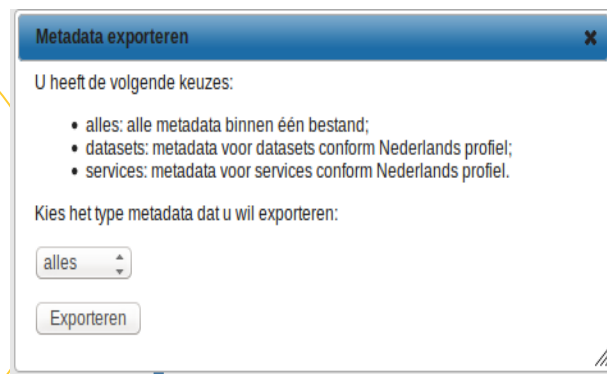 Metadata exporteren
U heeft de volgende keuzes:
alles: alle metadata binnen één bestand;
datasets: metadata voor datasets conform Nederlands profiel;
services: metadata voor services conform Nederlands profiel.
Kies het type metadata dat u wil exporteren:
alles
Exporteren